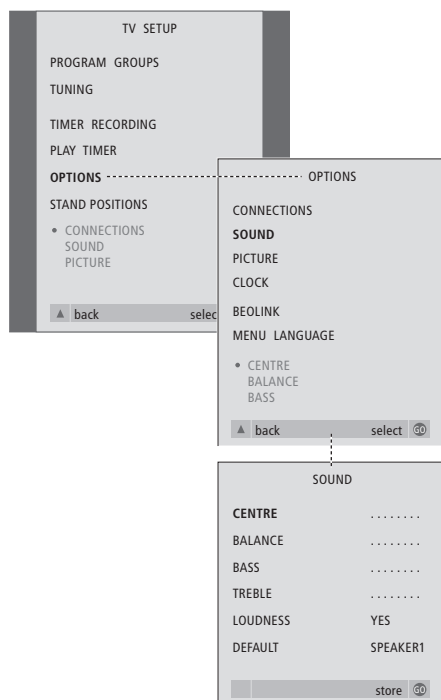 TV SETUP
PROGRAM GROUPS
TUNING
TIMER RECORDING
PLAY TIMER
OPTIONS
STAND POSITIONS
• CONNECTIONS
SOUND
PICTURE
▲ back selec
OPTIONS
CONNECTIONS
SOUND
PICTURE
CLOCK
BEOLINK
MENU LANGUAGE
• CENTRE
BALANCE
BASS
▲ back select GO
SOUND
CENTRE ........
BALANCE ........
BASS ........
TREBLE ........
LOUDNESS YES
DEFAULT SPEAKER1
store GO